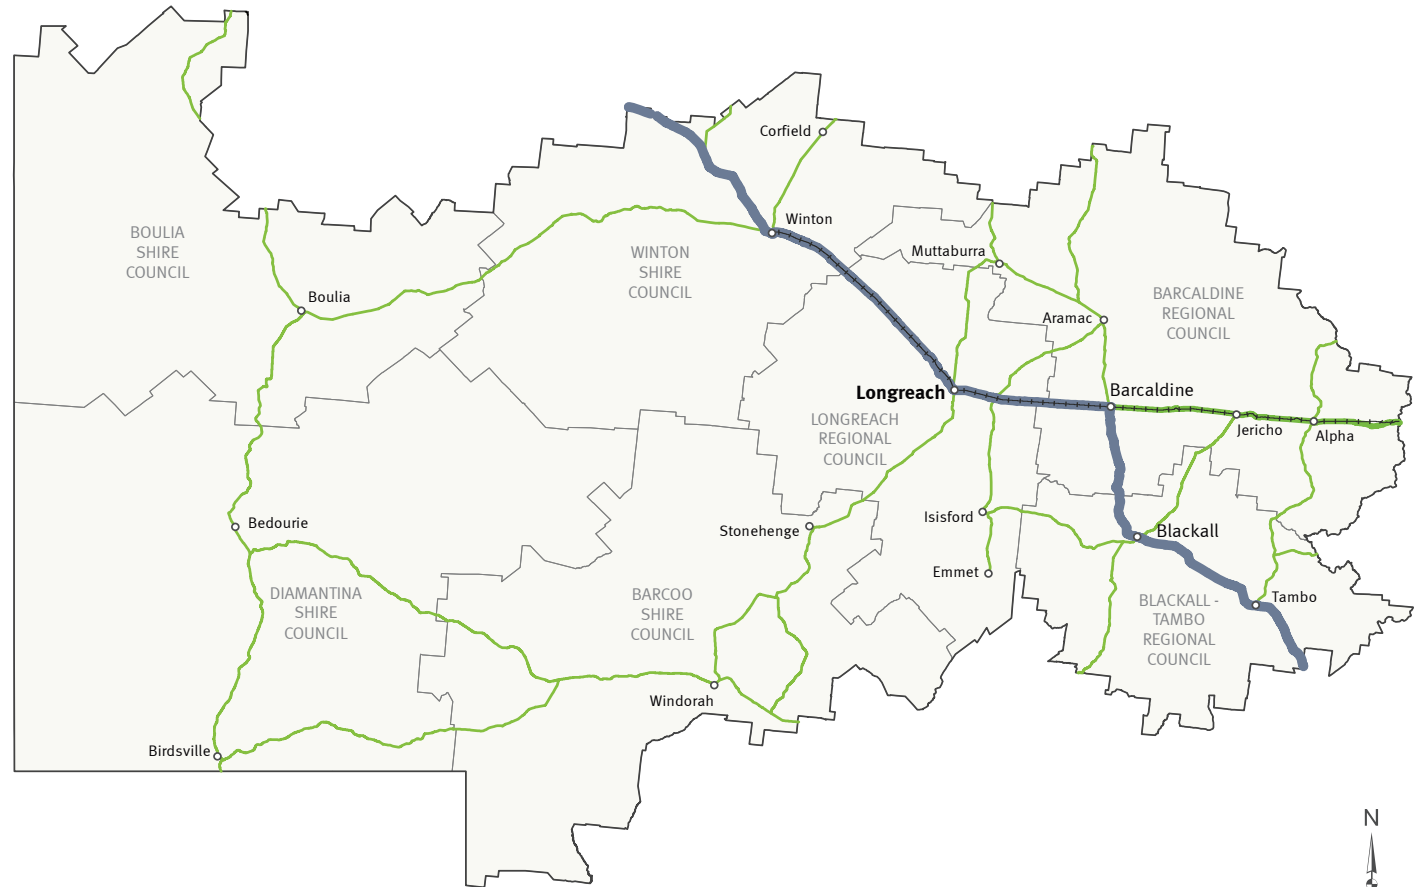 Corfield
Winton
BOULIA
SHIRE
COUNCIL
WINTON
SHIRE
COUNCIL
Muttaburra
Boulia
BARCALDINE
REGIONAL
COUNCIL
Aramac
Longreach
Barcaldine
LONGREACH
REGIONAL
COUNCIL
Jericho
Alpha
Bedourie
Stonehenge
Isisford
Blackall
Emmet
DIAMANTINA
SHIRE
COUNCIL
BARCOO
SHIRE
COUNCIL
BLACKALL -
TAMBO
REGIONAL
COUNCIL
Tambo
Windorah
Birdsville
N